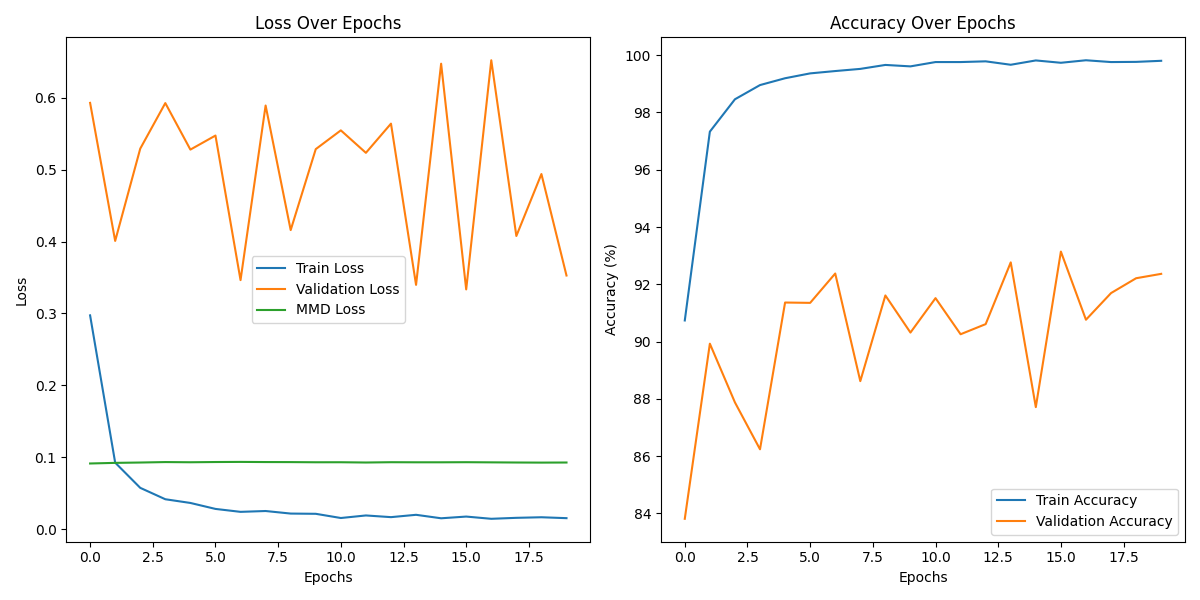 Loss Over Epochs
Loss
0.6
0.5
0.4
0.3
0.2
0.1
0.0
Train Loss
Validation Loss
MMD Loss
0.0 2.5 5.0 7.5 10.0 12.5 15.0 17.5
Epochs
Accuracy Over Epochs
Accuracy (%)
100
98
96
94
92
90
88
86
84
Train Accuracy
Validation Accuracy
0.0 2.5 5.0 7.5 10.0 12.5 15.0 17.5
Epochs